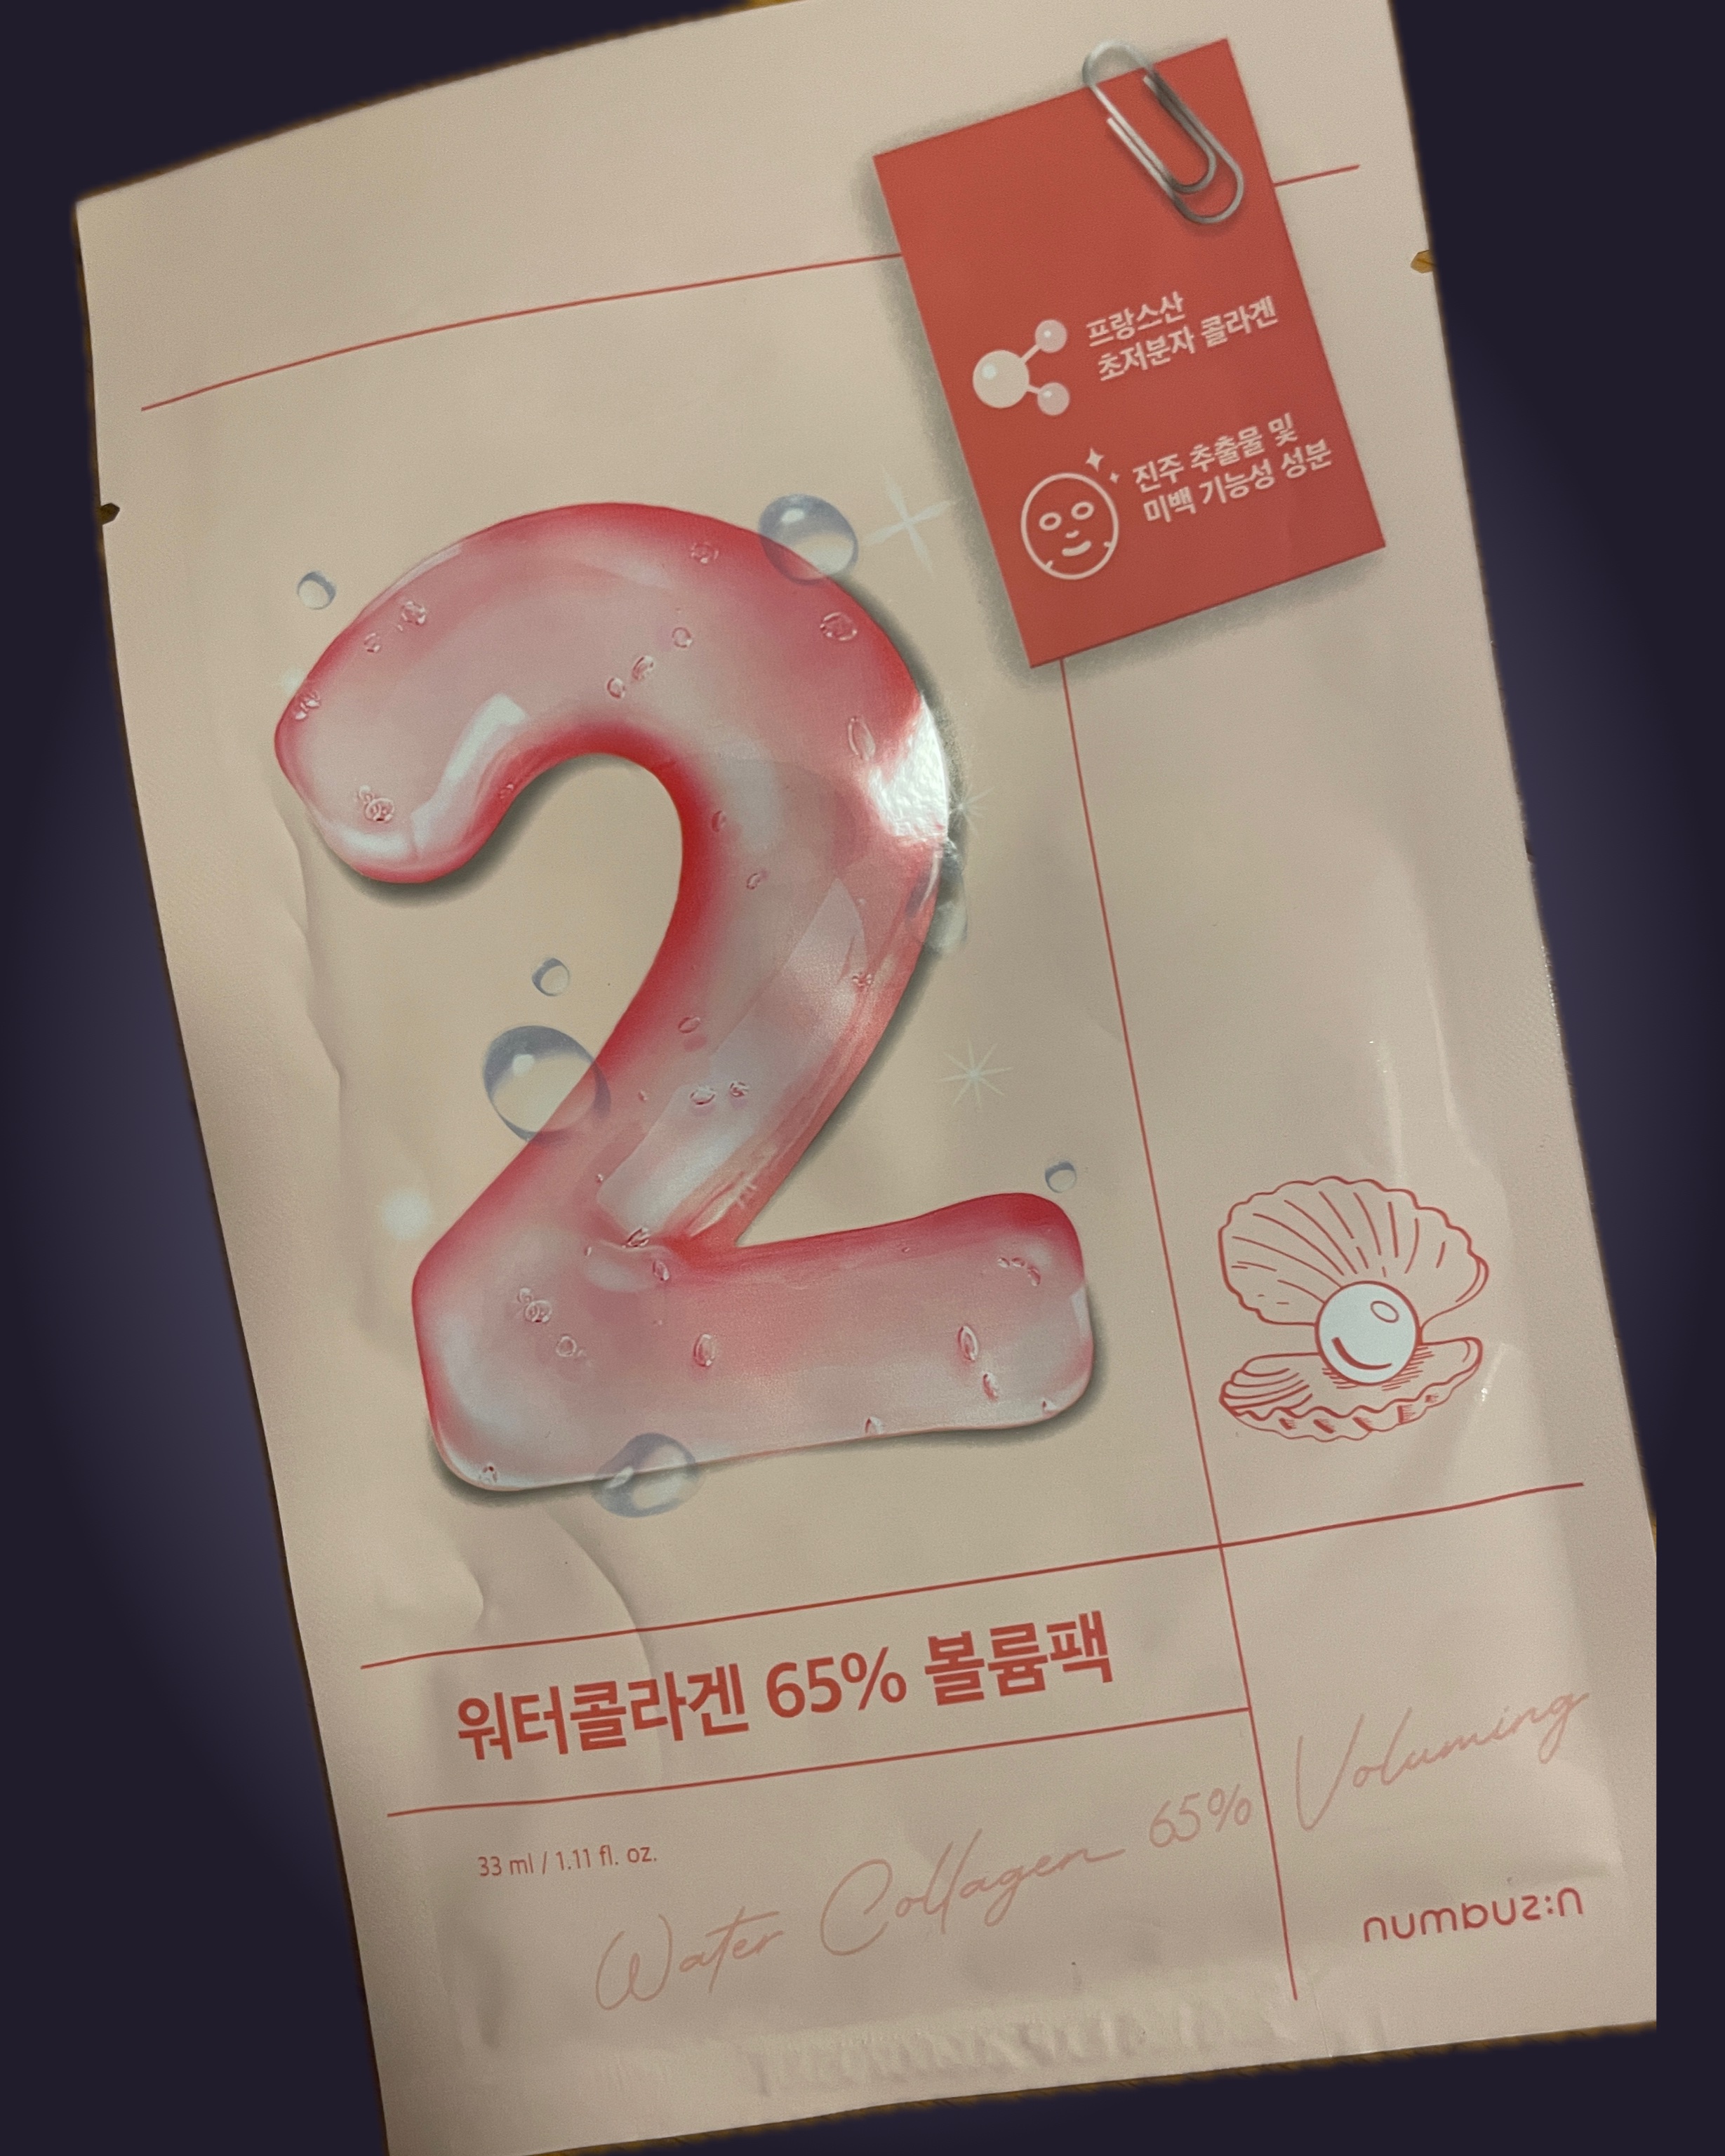 프랑스산
초저분자 콜라겐
진주 추출물 및
미백 기능성 성분
2
워터콜라겐 65% 볼륨팩
33 ml / 1.11 fl. oz.
Water Collagen 65% Voluming
numbuz:n